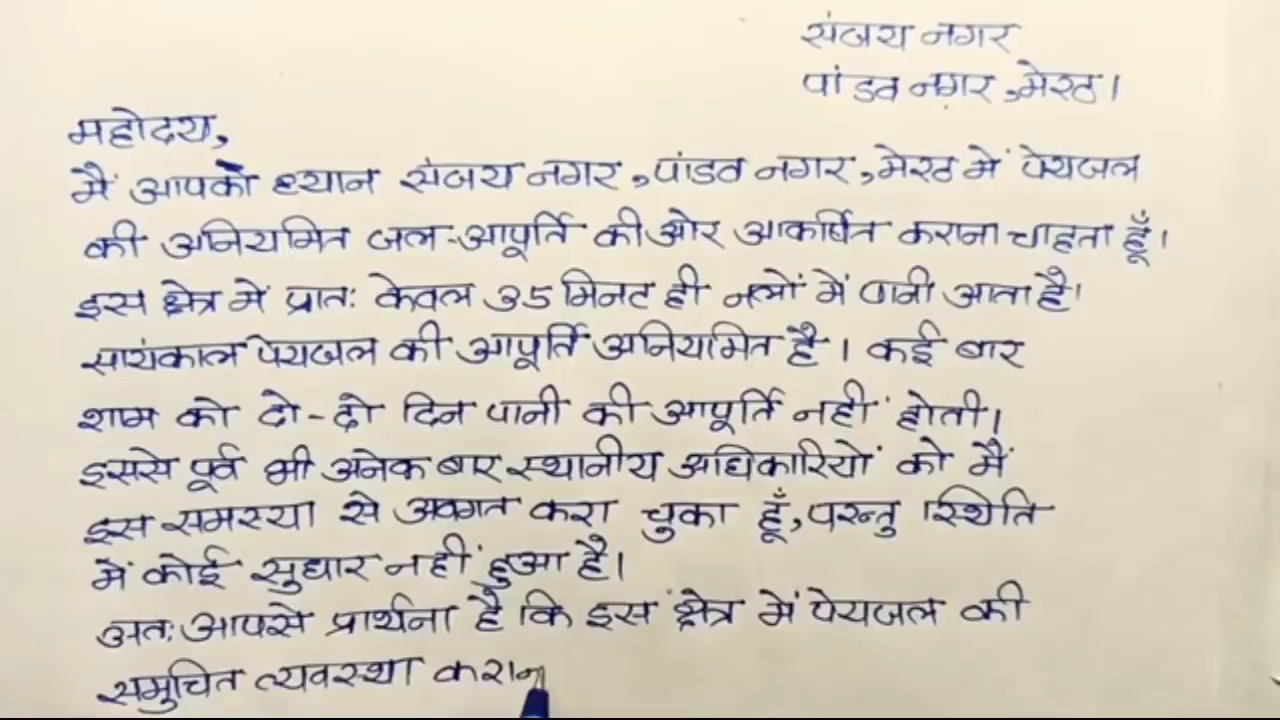 संजय नगर
पांडव नगर, मेरठ।
महोदय,
मैं आपको ध्यान संजय नगर, पांडव नगर, मेरठ में पेयजल
की अनियमित जल-आपूर्ति की ओर आकर्षित कराना चाहता हूँ।
इस क्षेत्र में प्रातः केवल 35 मिनट ही नलों में पानी आता है।
सायंकाल पेयजल की आपूर्ति अनियामित है। कई बार
शाम को दो-दो दिन पानी की आपूर्ति नहीं होती।
इससे पूर्व भी अनेक बार स्थानीय अधिकारियों को मैं
इस समस्या से अवगत करा चुका हूँ, परन्तु स्थिति
में कोई सुधार नहीं हुआ है।
अतः आपसे प्रार्थना है कि इस क्षेत्र में पेयजल की
समुचित व्यवस्था करान